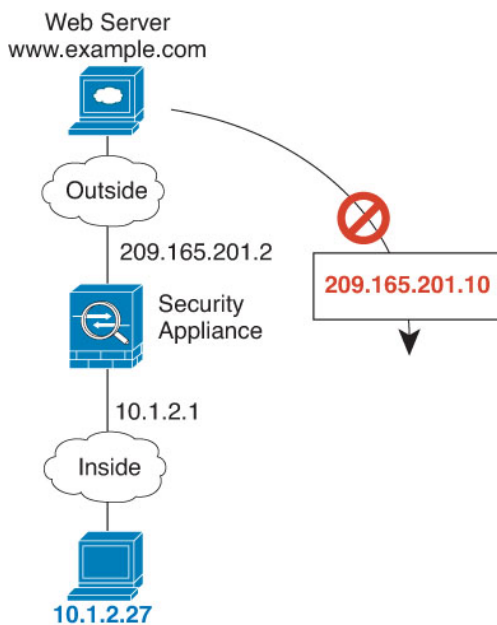 Web Server
www.example.com
Outside
209.165.201.2
209.165.201.10
Security
Appliance
10.1.2.1
Inside
10.1.2.27